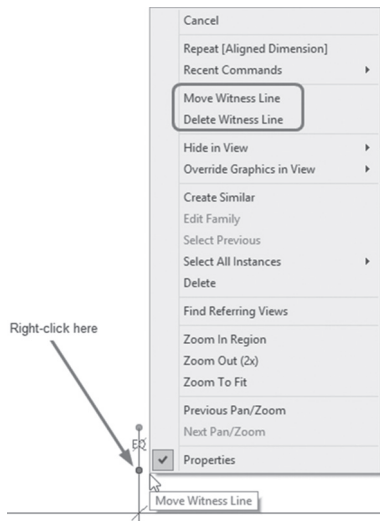 Cancel
Repeat [Aligned Dimension]
Recent Commands
Move Witness Line
Delete Witness Line
Hide in View
Override Graphics in View
Create Similar
Edit Family
Select Previous
Select All Instances
Delete
Find Referring Views
Zoom In Region
Zoom Out (2x)
Zoom To Fit
Previous Pan/Zoom
Next Pan/Zoom
Properties
Right-click here
EQ
Move Witness Line